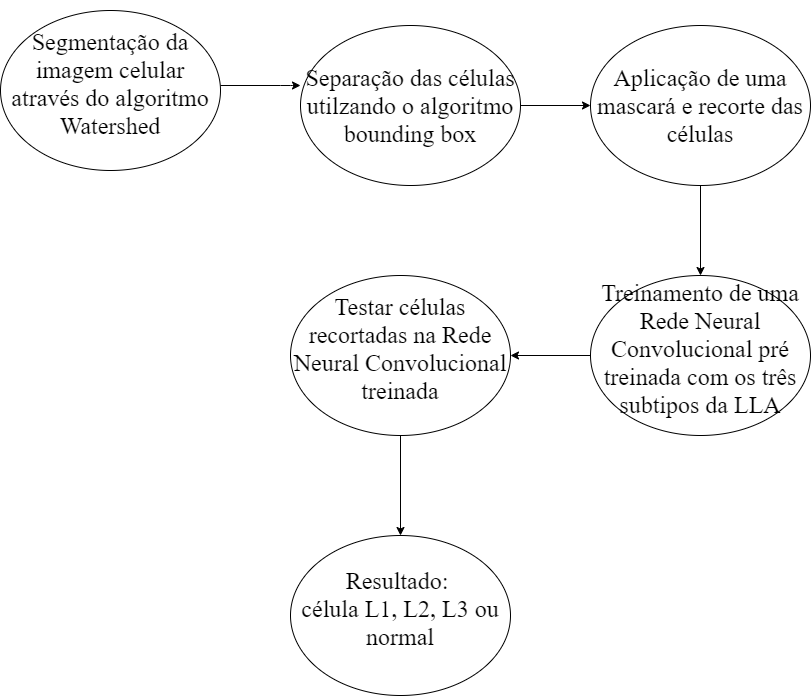 Segmentação da
imagem celular
através do algoritmo
Watershed
Separação das células
utilzando o algoritmo
bounding box
Aplicação de uma
mascará e recorte das
células
Treinamento de uma
Rede Neural
Convolucional pré
treinada com os três
subtipos da LLA
Testar células
recortadas na Rede
Neural Convolucional
treinada
Resultado:
célula L1, L2, L3 ou
normal